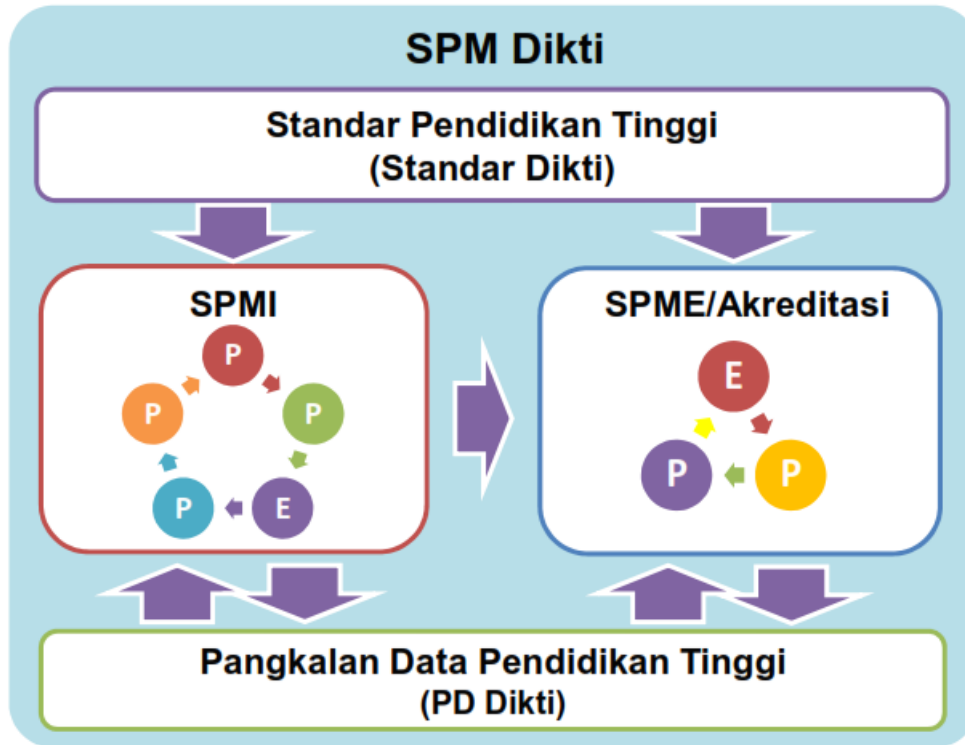 SPM Dikti
Standar Pendidikan Tinggi
(Standar Dikti)
SPMI
P
P
P
P
E
SPME/Akreditasi
E
P
P
Pangkalan Data Pendidikan Tinggi
(PD Dikti)